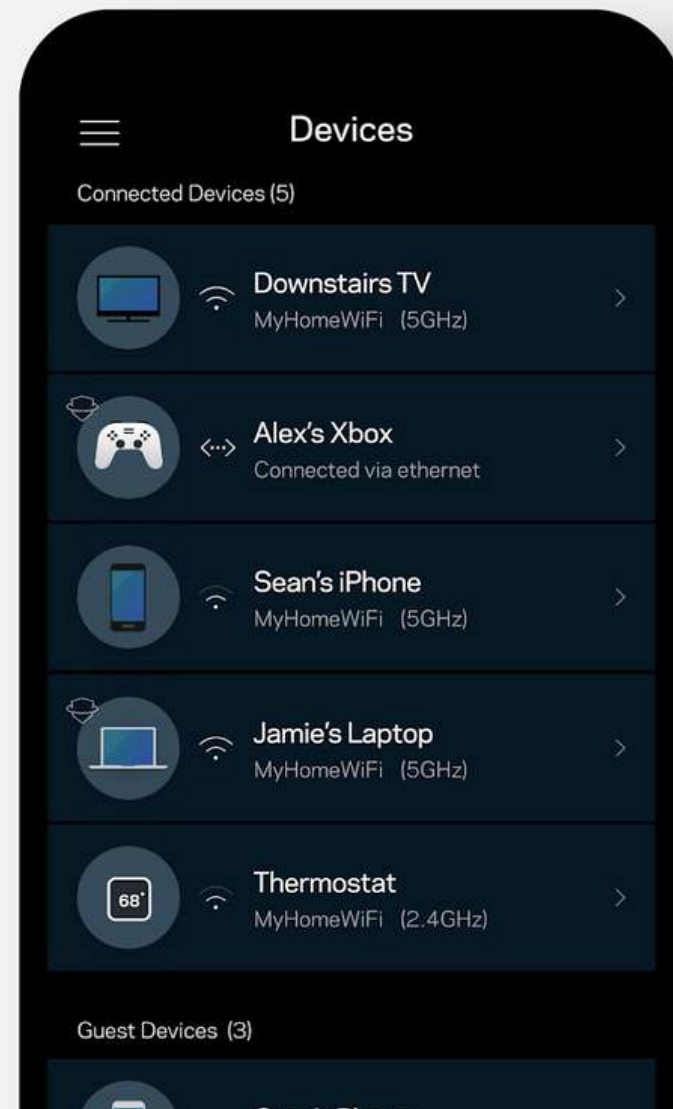 Devices
Connected Devices (5)
Downstairs TV
MyHomeWiFi (5GHz)
Alex's Xbox
Connected via ethernet
Sean's iPhone
MyHomeWiFi (5GHz)
Jamie's Laptop
MyHomeWiFi (5GHz)
68°
Thermostat
MyHomeWiFi (2.4GHz)
Guest Devices (3)